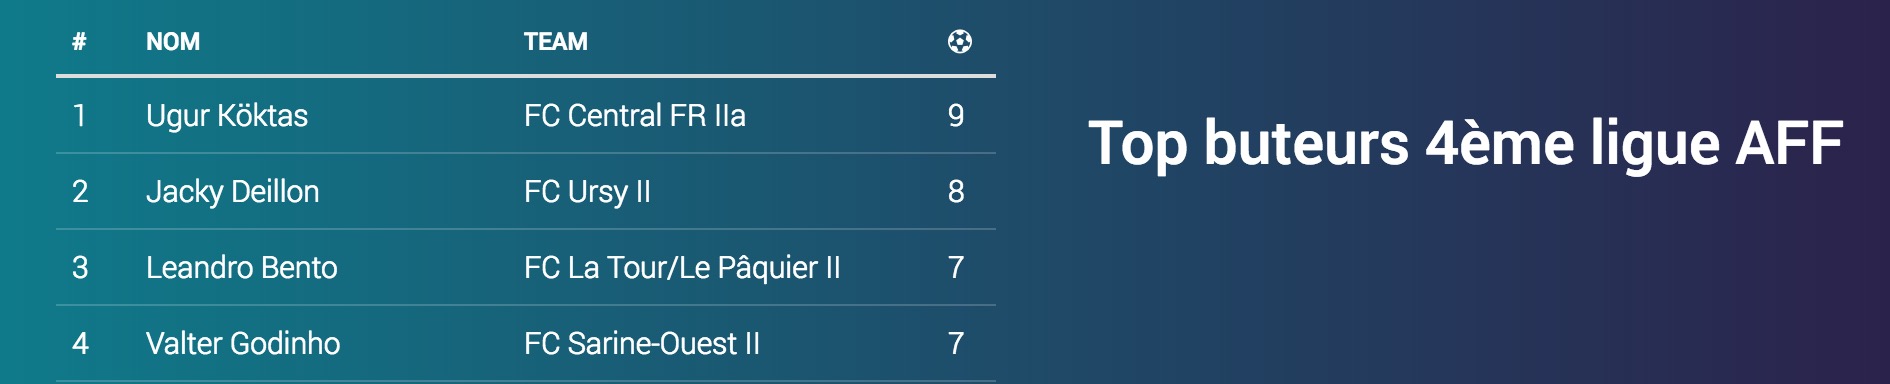 # NOM TEAM
1 Ugur Köktas FC Central FR IIa 9
2 Jacky Deillon FC Ursy II 8
3 Leandro Bento FC La Tour/Le Pâquier II 7
4 Valter Godinho FC Sarine-Ouest II 7
Top buteurs 4ème ligue AFF